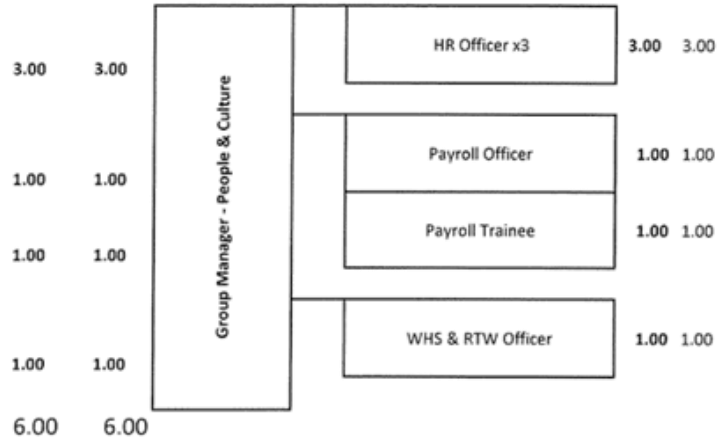 HR Officer x3 3.00 3.00
3.00 3.00
Group Manager - People & Culture
Payroll Officer 1.00 1.00
1.00 1.00
Payroll Trainee 1.00 1.00
1.00 1.00
WHS & RTW Officer 1.00 1.00
1.00 1.00
6.00 6.00